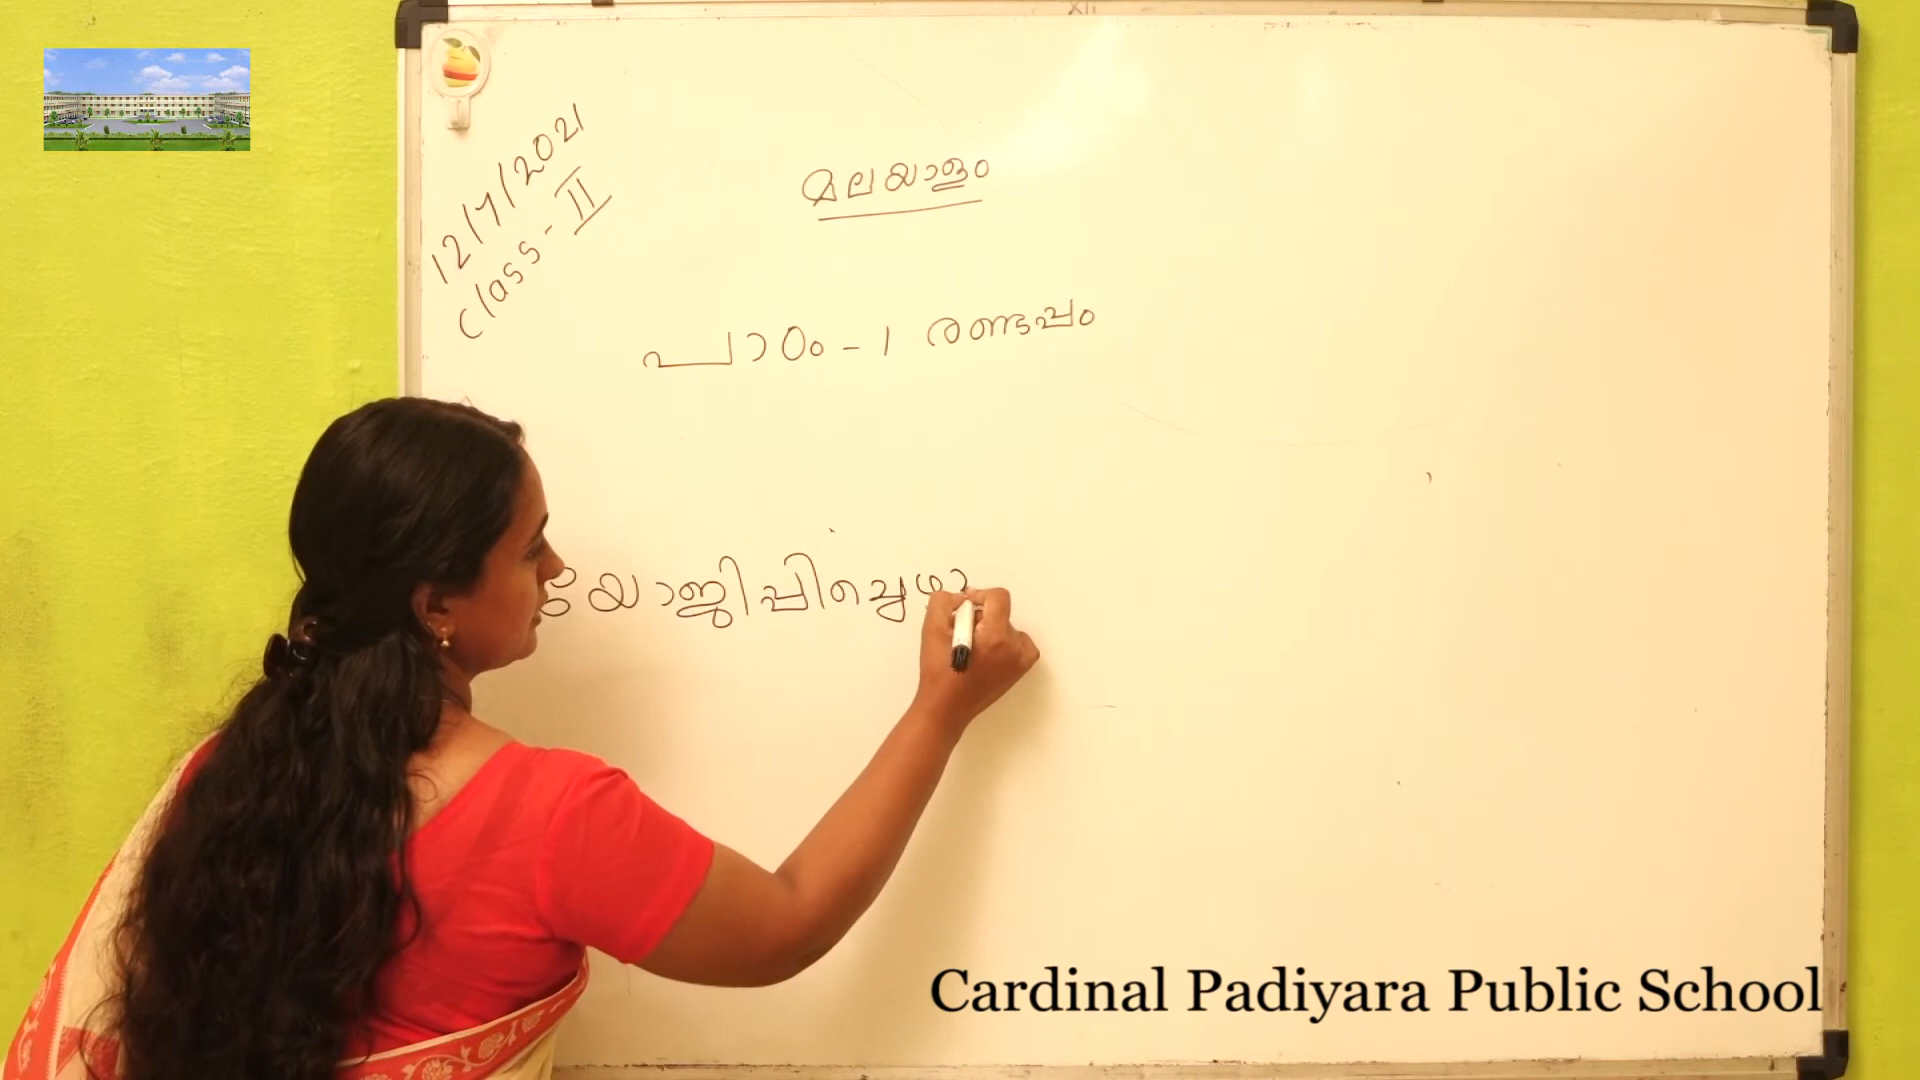 12/7/2021
Class - II
മലയാളം
പാഠം - 1 രണ്ടപ്പം
Cardinal Padiyara Public School